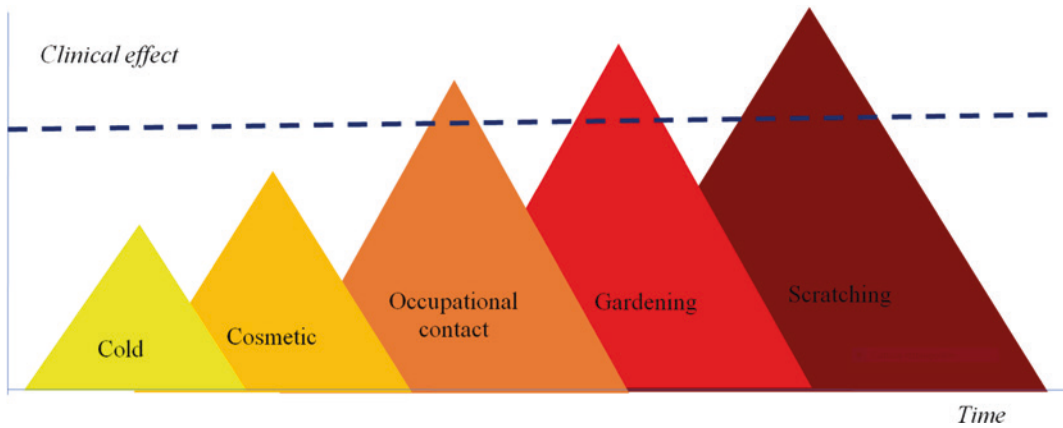 Clinical effect
Cold
Cosmetic
Occupational
contact
Gardening
Scratching
Time